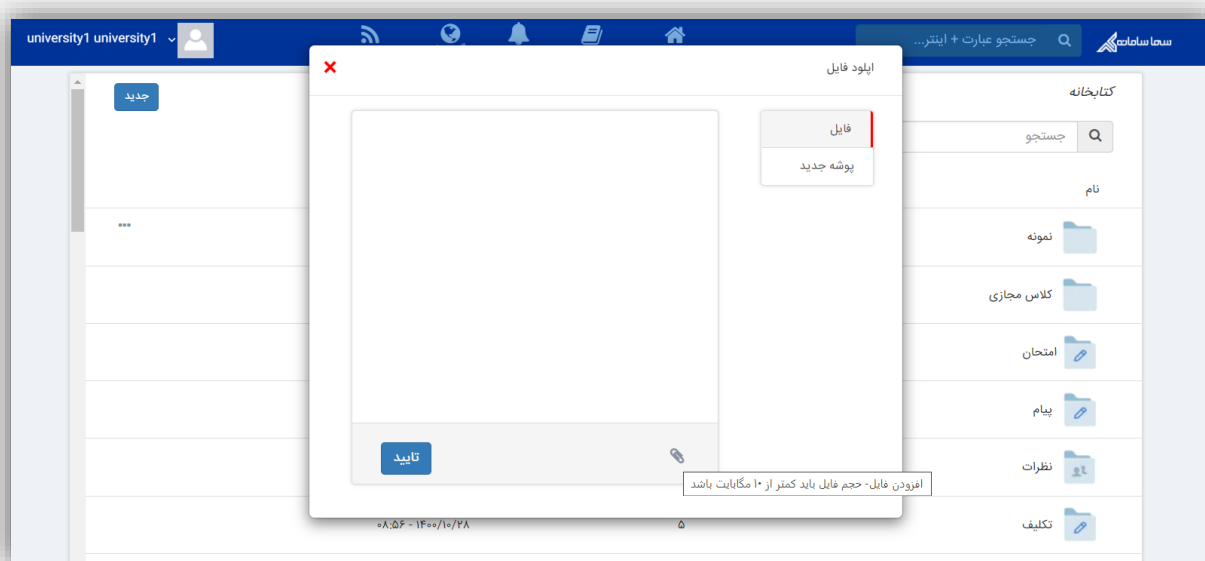 سما سامانه
جستجو عبارت + اینتر...
university1 university1
اپلود فایل
فایل
پوشه جدید
تایید
افزودن فایل- حجم فایل باید کمتر از ۱۰ مگابایت باشد
کتابخانه
جدید
جستجو
نام
نمونه
کلاس مجازی
امتحان
پیام
نظرات
تکلیف
۵
۱۴۰۰/۱۰/۲۸ - ۰۸:۵۶